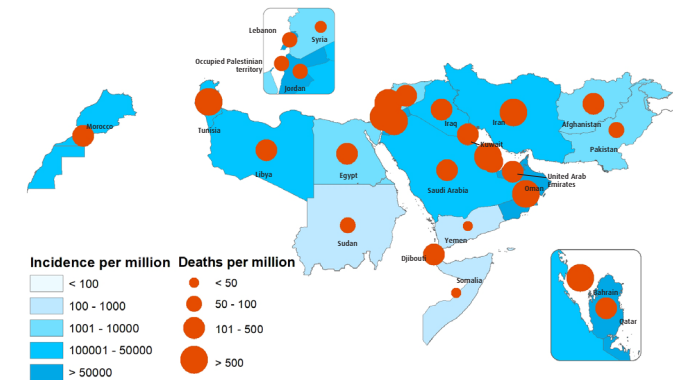 Lebanon
Syria
Occupied Palestinian
territory
Jordan
Morocco
Tunisia
Libya
Egypt
Iraq
Iran
Afghanistan
Pakistan
Kuwait
Saudi Arabia
United Arab
Emirates
Oman
Sudan
Yemen
Djibouti
Somalia
Bahrain
Qatar
Incidence per million
< 100
100 - 1000
1001 - 10000
100001 - 50000
> 50000
Deaths per million
< 50
50 - 100
101 - 500
> 500